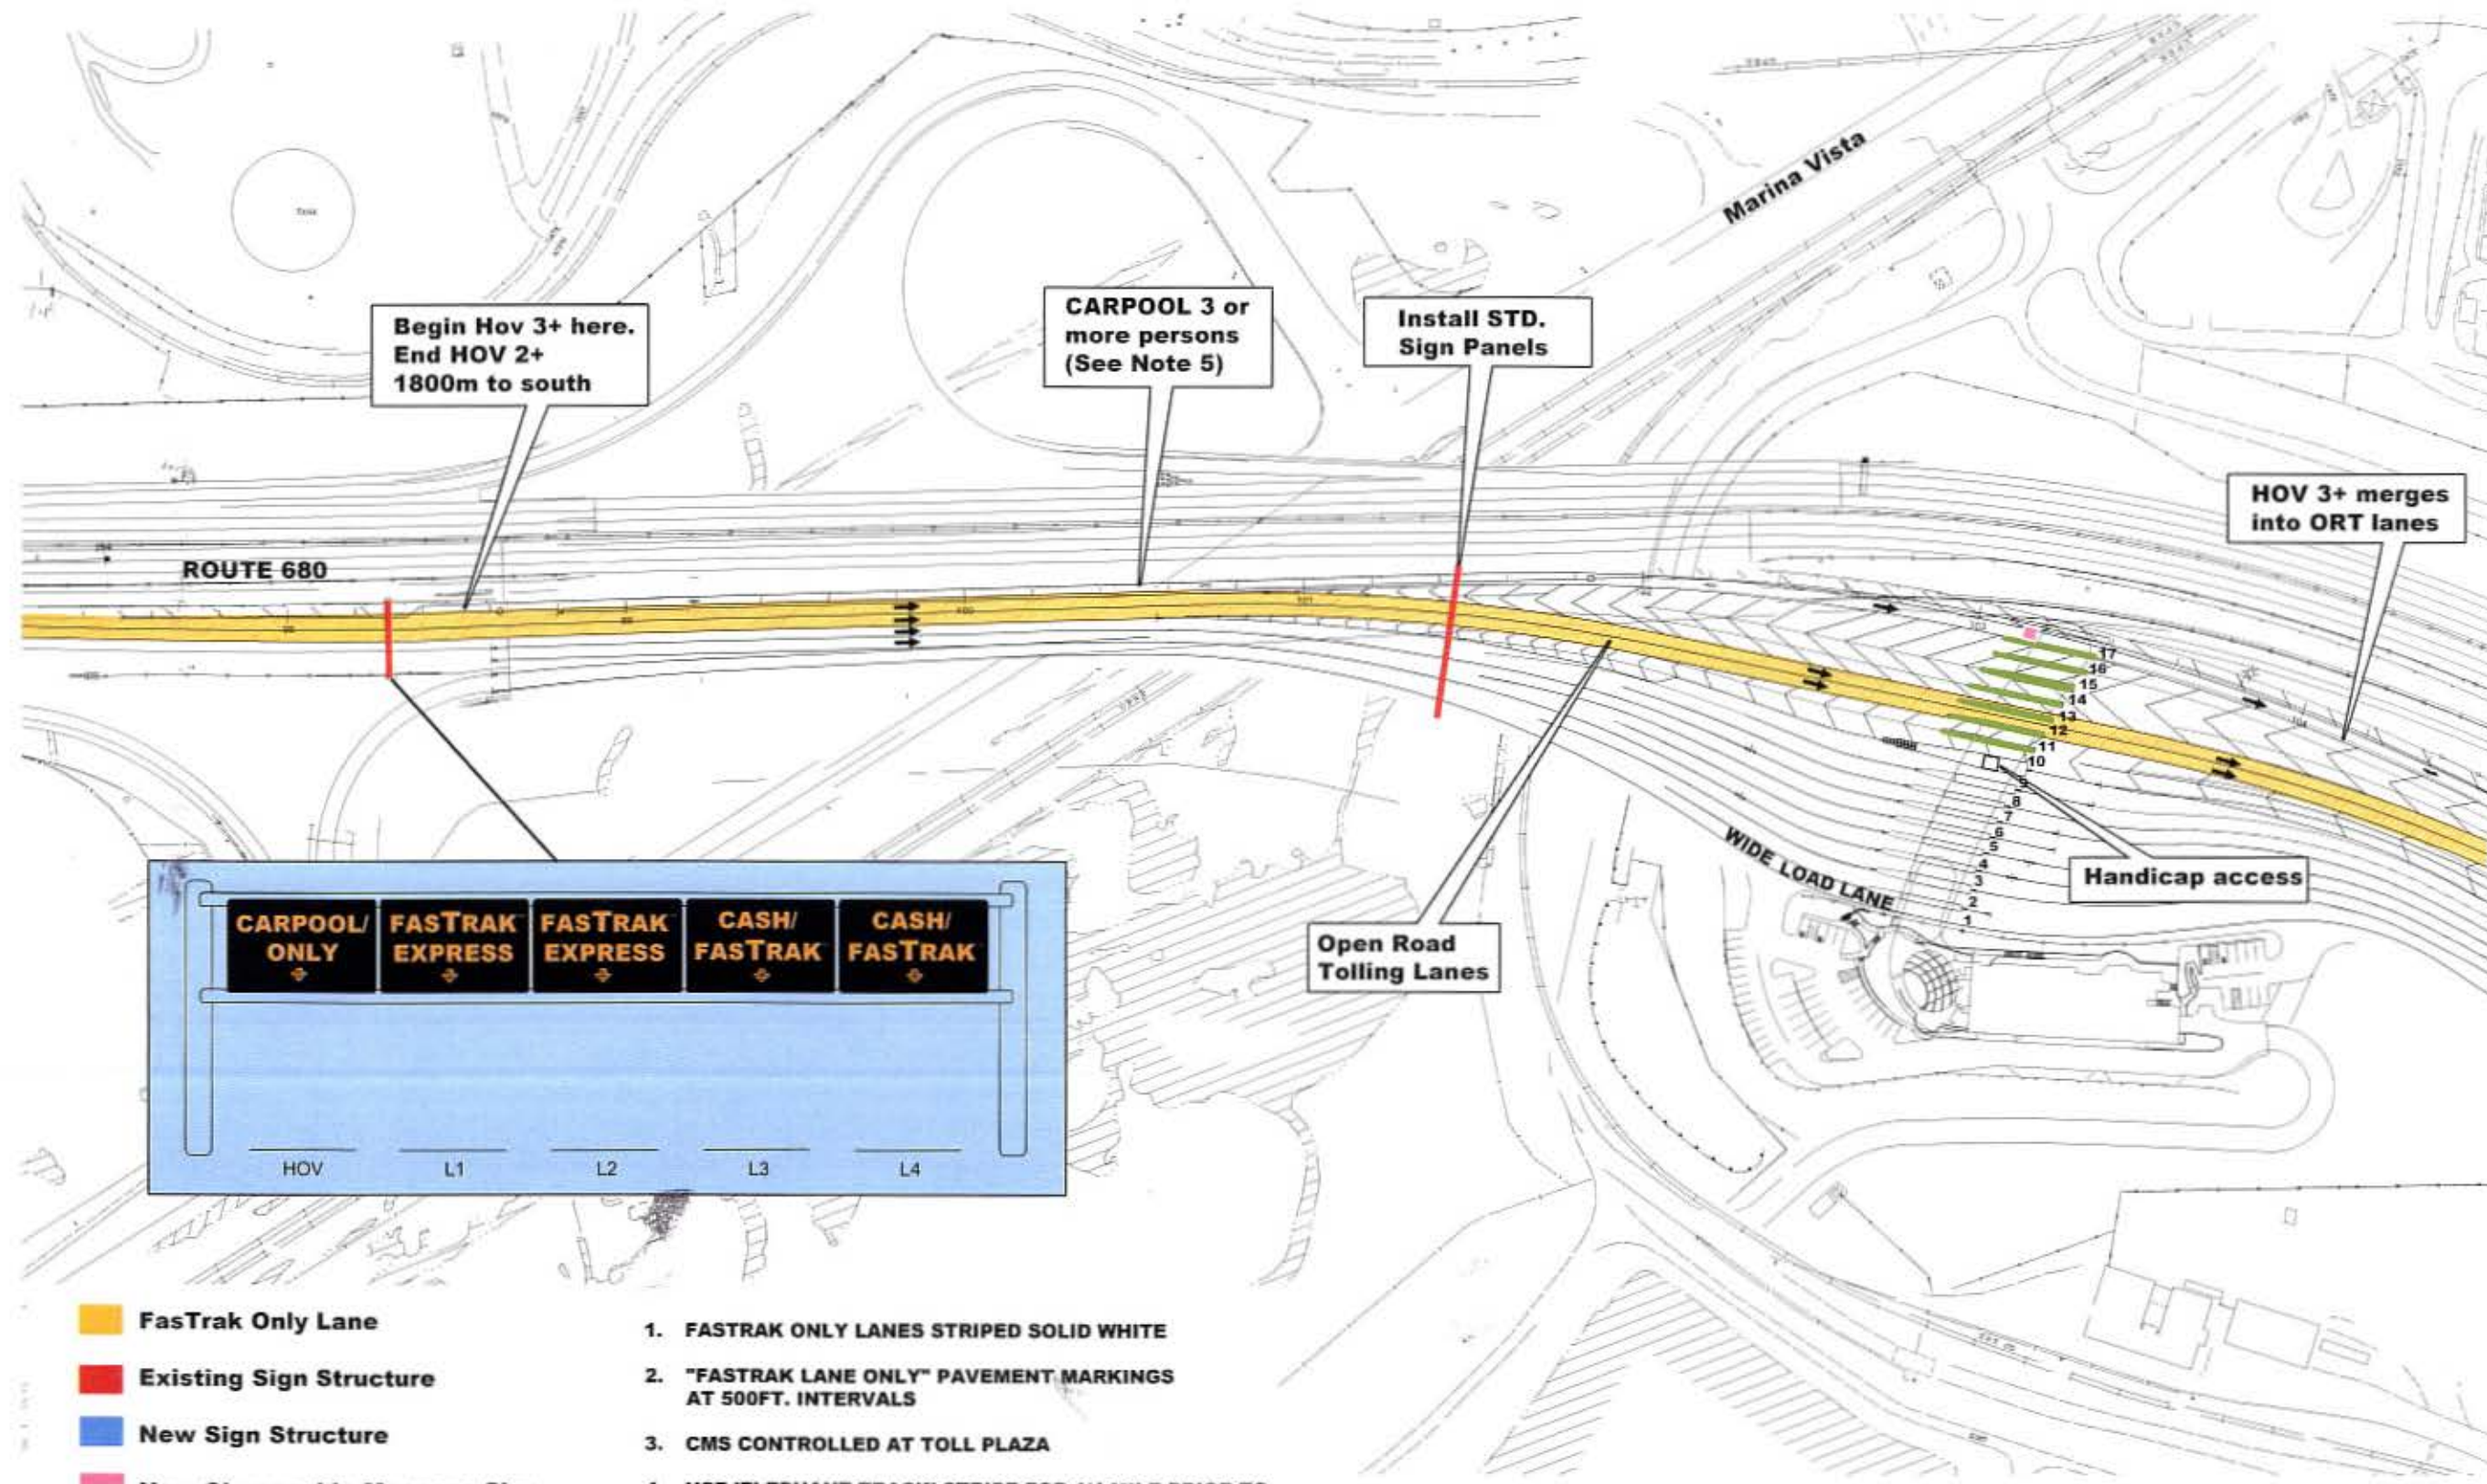 Marina Vista
TANK
Begin Hov 3+ here.
End HOV 2+
1800m to south
CARPOOL 3 or
more persons
(See Note 5)
Install STD.
Sign Panels
HOV 3+ merges
into ORT lanes
ROUTE 680
17
16
15
14
13
12
11
10
9
8
7
6
5
4
3
2
1
WIDE LOAD LANE
Handicap access
Open Road
Tolling Lanes
CARPOOL/
ONLY
FASTRAK
EXPRESS
FASTRAK
EXPRESS
CASH/
FASTRAK
CASH/
FASTRAK
HOV
L1
L2
L3
L4
FasTrak Only Lane
Existing Sign Structure
New Sign Structure
1. FASTRAK ONLY LANES STRIPED SOLID WHITE
2. "FASTRAK LANE ONLY" PAVEMENT MARKINGS
AT 500FT. INTERVALS
3. CMS CONTROLLED AT TOLL PLAZA